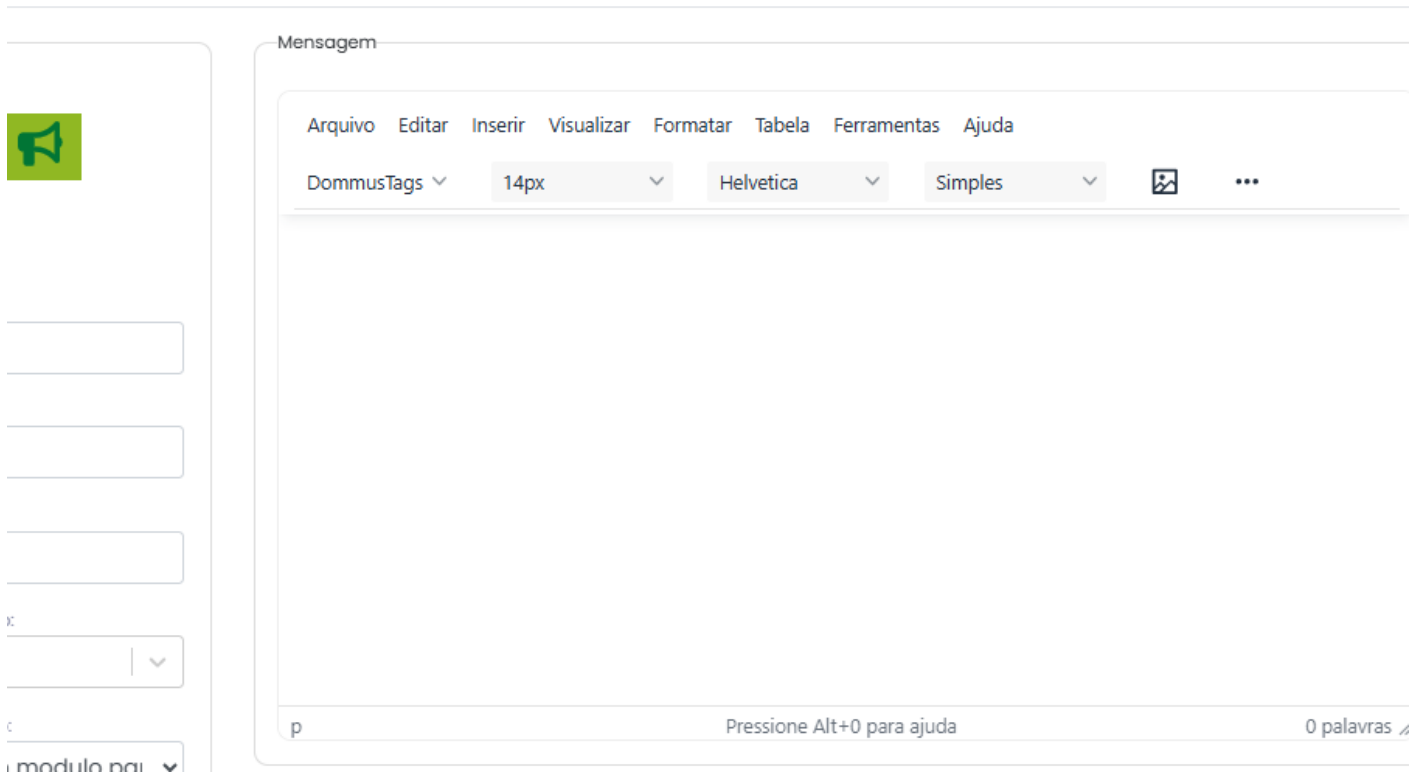 Mensagem
Arquivo Editar Inserir Visualizar Formatar Tabela Ferramentas Ajuda
DommusTags 14px Helvetica Simples
p Pressione Alt+0 para ajuda 0 palavras
modulo